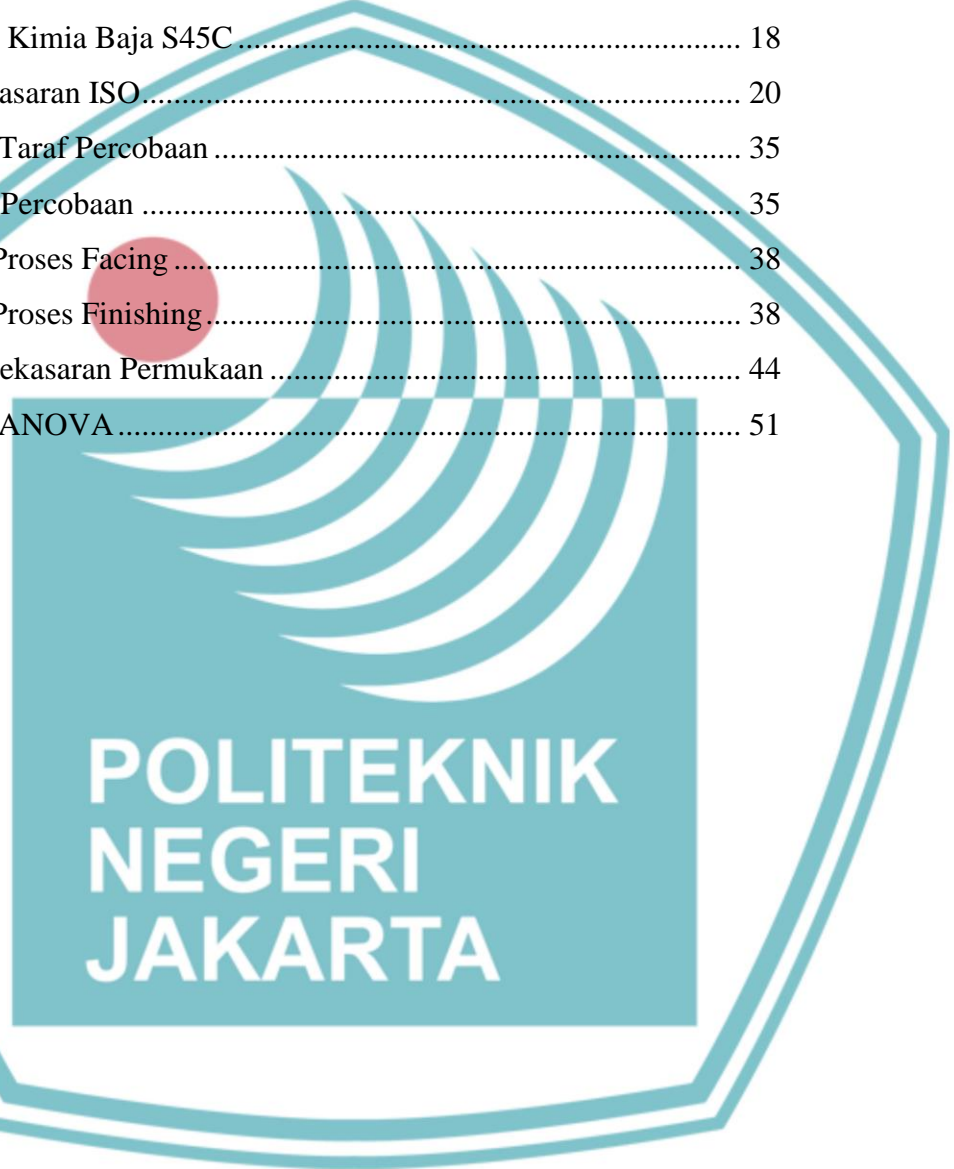 Kimia Baja S45C ........................................................... 18
asaran ISO...................................................................... 20
Taraf Percobaan .............................................................. 35
Percobaan ....................................................................... 35
Proses Facing ................................................................... 38
Proses Finishing ............................................................... 38
ekasaran Permukaan ....................................................... 44
ANOVA .......................................................................... 51
POLITEKNIK
NEGERI
JAKARTA